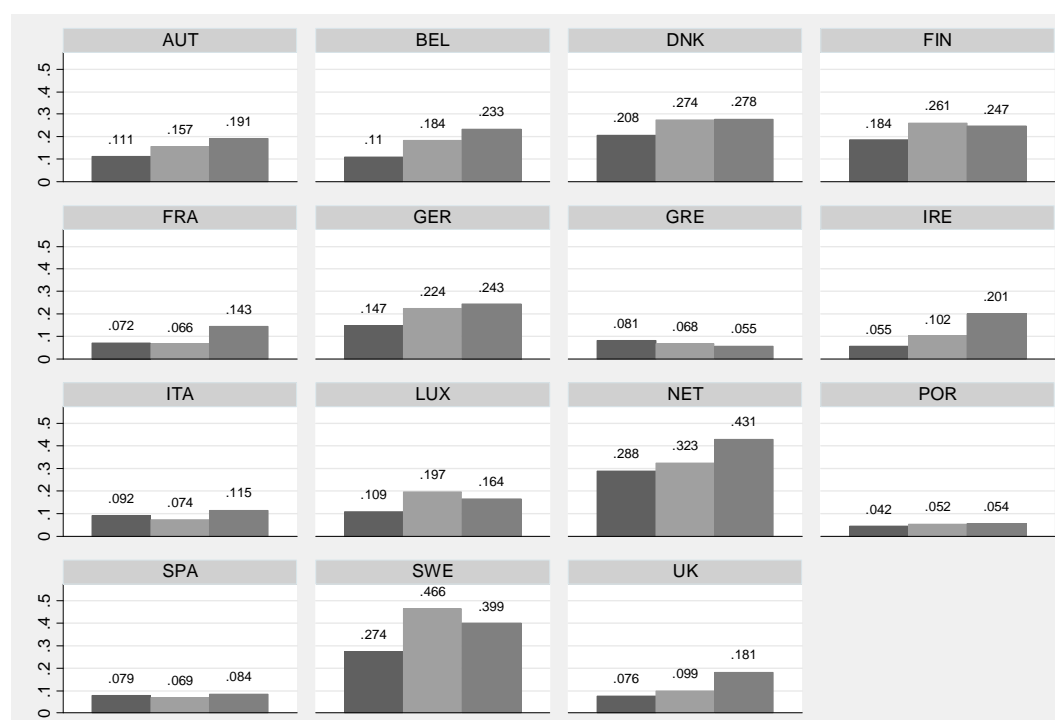 AUT BEL DNK FIN
.5
.4
.3
.2
.1
0
.111 .157 .191
.11 .184 .233
.208 .274 .278
.184 .261 .247
FRA GER GRE IRE
.5
.4
.3
.2
.1
0
.072 .066 .143
.147 .224 .243
.081 .068 .055
.055 .102 .201
ITA LUX NET POR
.5
.4
.3
.2
.1
0
.092 .074 .115
.109 .197 .164
.288 .323 .431
.042 .052 .054
SPA SWE UK
.5
.4
.3
.2
.1
0
.079 .069 .084
.274 .466 .399
.076 .099 .181